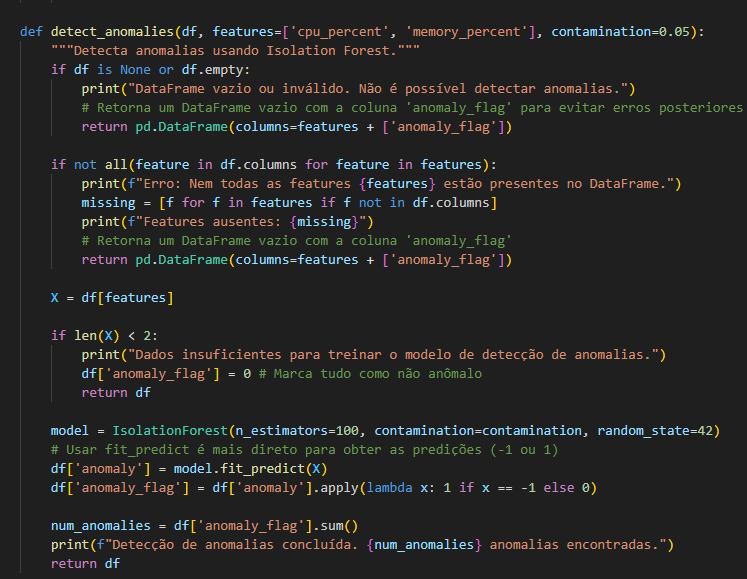 def detect_anomalies(df, features=['cpu_percent', 'memory_percent'], contamination=0.05):
    """Detecta anomalias usando Isolation Forest."""
    if df is None or df.empty:
        print("DataFrame vazio ou inválido. Não é possível detectar anomalias.")
        # Retorna um DataFrame vazio com a coluna 'anomaly_flag' para evitar erros posteriores
        return pd.DataFrame(columns=features + ['anomaly_flag'])

    if not all(feature in df.columns for feature in features):
        print(f"Erro: Nem todas as features {features} estão presentes no DataFrame.")
        missing = [f for f in features if f not in df.columns]
        print(f"Features ausentes: {missing}")
        # Retorna um DataFrame vazio com a coluna 'anomaly_flag'
        return pd.DataFrame(columns=features + ['anomaly_flag'])

    X = df[features]

    if len(X) < 2:
        print("Dados insuficientes para treinar o modelo de detecção de anomalias.")
        df['anomaly_flag'] = 0 # Marca tudo como não anômalo
        return df

    model = IsolationForest(n_estimators=100, contamination=contamination, random_state=42)
    # Usar fit_predict é mais direto para obter as predições (-1 ou 1)
    df['anomaly'] = model.fit_predict(X)
    df['anomaly_flag'] = df['anomaly'].apply(lambda x: 1 if x == -1 else 0)

    num_anomalies = df['anomaly_flag'].sum()
    print(f"Detecção de anomalias concluída. {num_anomalies} anomalias encontradas.")
    return df